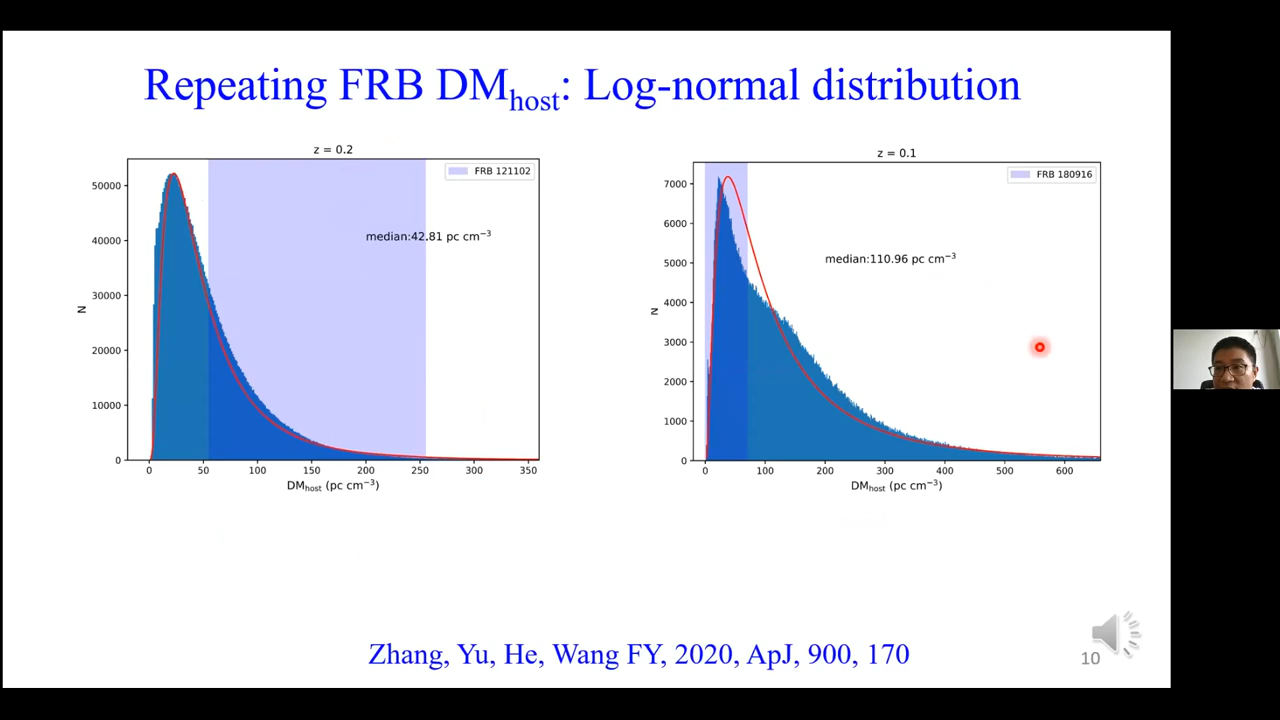 Repeating FRB DMhost: Log-normal distribution
z = 0.2
FRB 121102
median:42.81 pc cm−3
50000
40000
30000
20000
10000
0
N
0 50 100 150 200 250 300 350
DMhost (pc cm−3)
z = 0.1
FRB 180916
median:110.96 pc cm−3
7000
6000
5000
4000
3000
2000
1000
0
N
0 100 200 300 400 500 600
DMhost (pc cm−3)
Zhang, Yu, He, Wang FY, 2020, ApJ, 900, 170
10